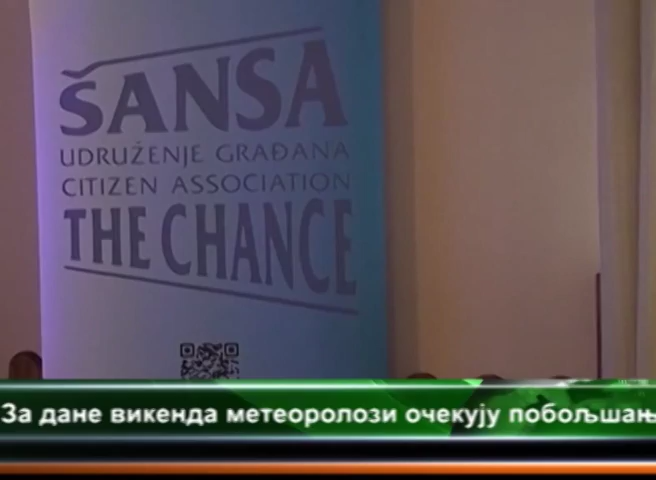 ŠANSA
UDRUŽENJE GRAĐANA
CITIZEN ASSOCIATION
THE CHANCE
За дане викенда метеоролози очекују побољшањ